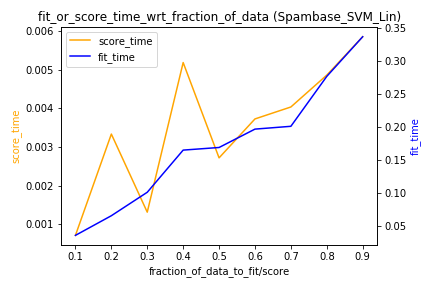 fit_or_score_time_wrt_fraction_of_data (Spambase_SVM_Lin)
score_time
fit_time
0.006
0.005
0.004
0.003
0.002
0.001
score_time
0.35
0.30
0.25
0.20
0.15
0.10
0.05
fit_time
0.1 0.2 0.3 0.4 0.5 0.6 0.7 0.8 0.9
fraction_of_data_to_fit/score